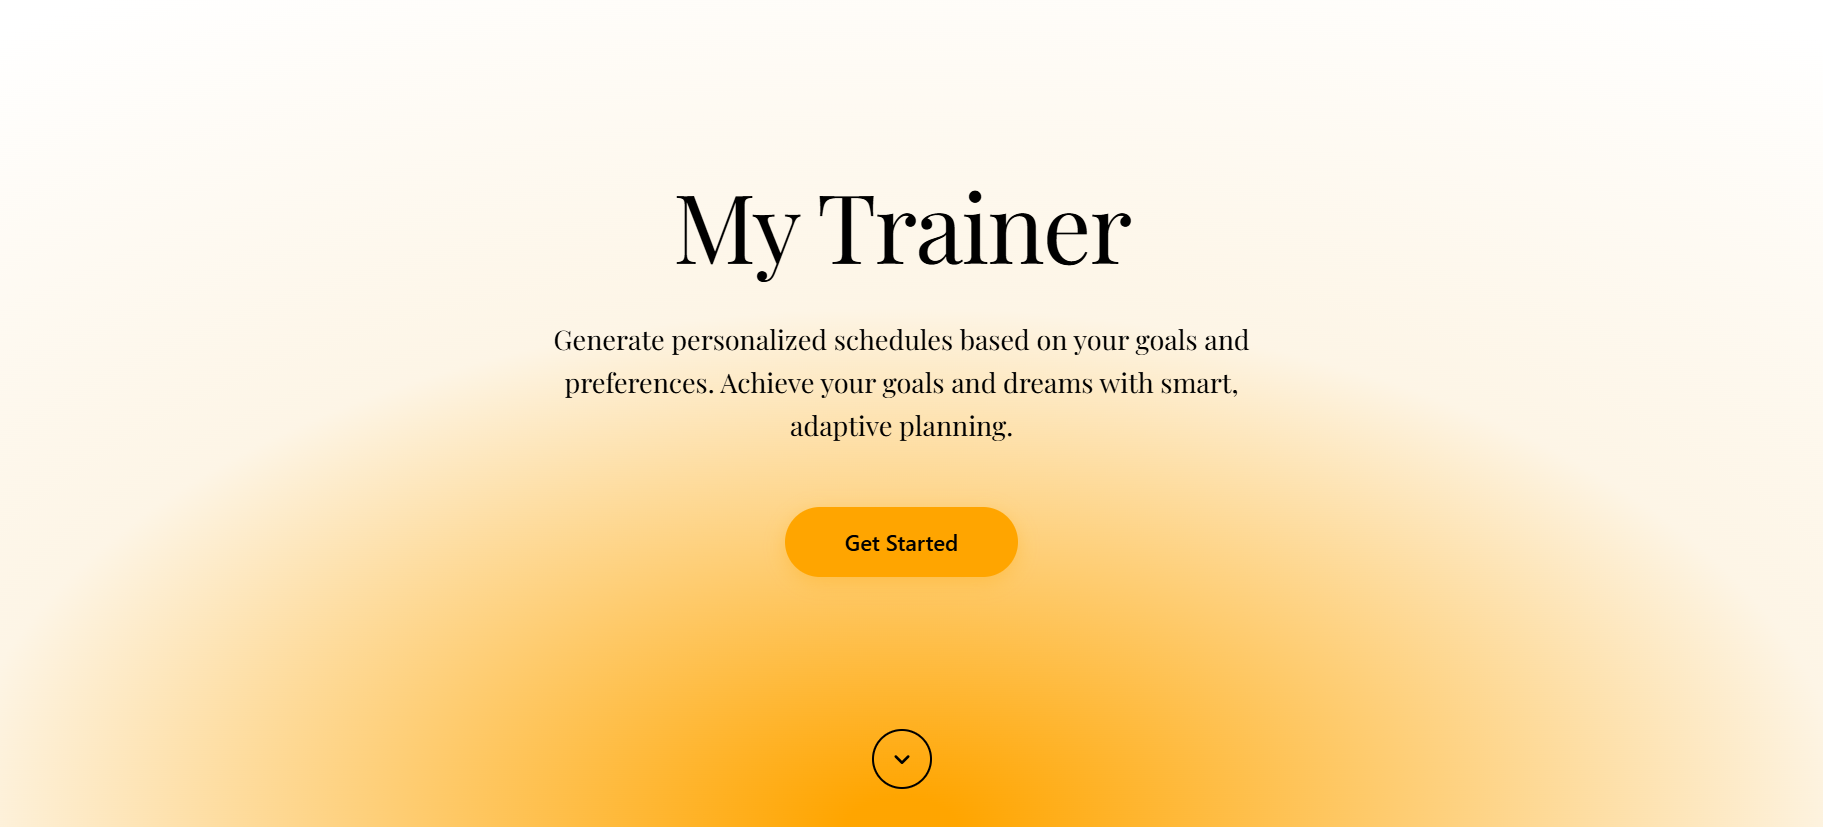 My Trainer
Generate personalized schedules based on your goals and
preferences. Achieve your goals and dreams with smart,
adaptive planning.
Get Started